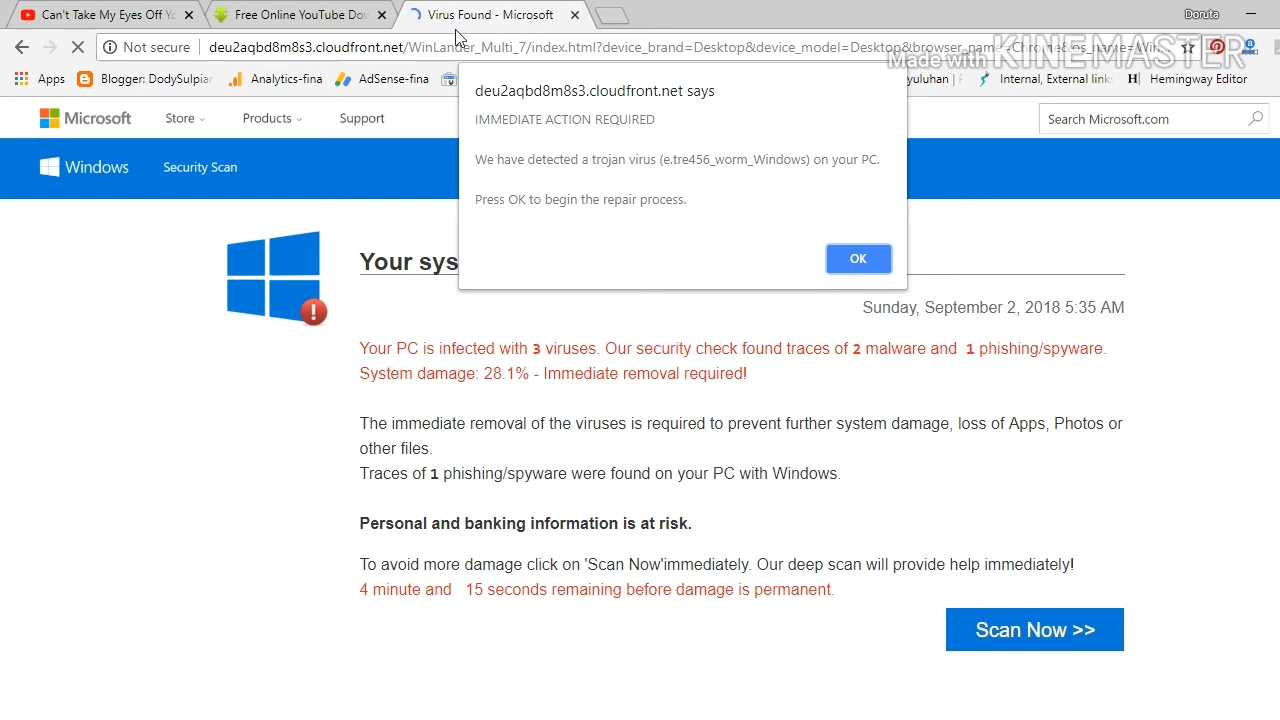 Can't Take My Eyes Off Yo
Free Online YouTube Dow
Virus Found - Microsoft
Doruta
Not secure
deu2aqbd8m8s3.cloudfront.net/WinLander_Multi_7/index.html?device_brand=Desktop&device_model=Desktop&browser_name=Chrome&os_name=Win...
Made with KINEMASTER
Apps
Blogger: DodySulpian
Analytics-fina
AdSense-fina
yuluhan |
Internal, External links
Hemingway Editor
deu2aqbd8m8s3.cloudfront.net says
IMMEDIATE ACTION REQUIRED
We have detected a trojan virus (e.tre456_worm_Windows) on your PC.
Press OK to begin the repair process.
OK
Microsoft
Store
Products
Support
Search Microsoft.com
Windows
Security Scan
Your sys
Sunday, September 2, 2018 5:35 AM
Your PC is infected with 3 viruses. Our security check found traces of 2 malware and 1 phishing/spyware.
System damage: 28.1% - Immediate removal required!
The immediate removal of the viruses is required to prevent further system damage, loss of Apps, Photos or
other files.
Traces of 1 phishing/spyware were found on your PC with Windows.
Personal and banking information is at risk.
To avoid more damage click on 'Scan Now'immediately. Our deep scan will provide help immediately!
4 minute and 15 seconds remaining before damage is permanent.
Scan Now >>